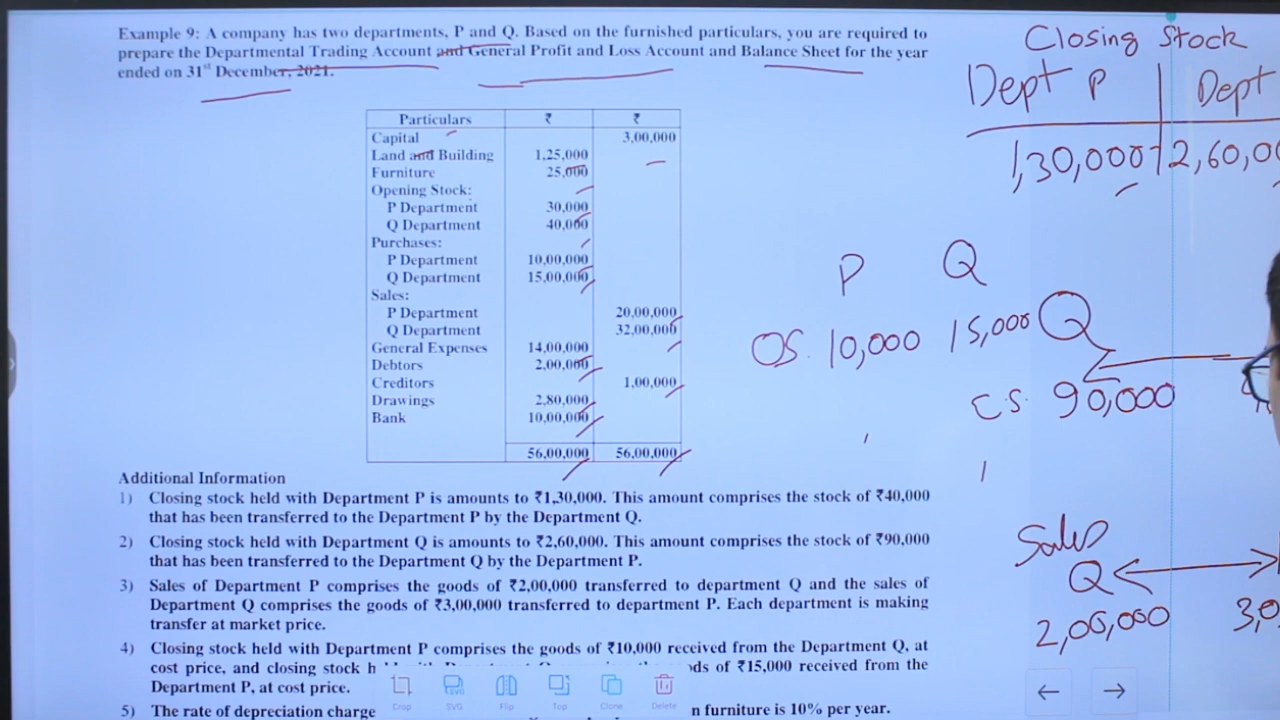 Example 9: A company has two departments, P and Q. Based on the furnished particulars, you are required to
prepare the Departmental Trading Account and General Profit and Loss Account and Balance Sheet for the year
ended on 31st December, 2021.
Particulars ₹ ₹
Capital 3,00,000
Land and Building 1,25,000
Furniture 25,000
Opening Stock:
P Department 30,000
Q Department 40,000
Purchases:
P Department 10,00,000
Q Department 15,00,000
Sales:
P Department 20,00,000
Q Department 32,00,000
General Expenses 14,00,000
Debtors 2,00,000
Creditors 1,00,000
Drawings 2,80,000
Bank 10,00,000
56,00,000 56,00,000
Additional Information
1) Closing stock held with Department P is amounts to ₹1,30,000. This amount comprises the stock of ₹40,000
that has been transferred to the Department P by the Department Q.
2) Closing stock held with Department Q is amounts to ₹2,60,000. This amount comprises the stock of ₹90,000
that has been transferred to the Department Q by the Department P.
3) Sales of Department P comprises the goods of ₹2,00,000 transferred to department Q and the sales of
Department Q comprises the goods of ₹3,00,000 transferred to department P. Each department is making
transfer at market price.
4) Closing stock held with Department P comprises the goods of ₹10,000 received from the Department Q, at
cost price, and closing stock h ds of ₹15,000 received from the
Department P, at cost price.
5) The rate of depreciation charge n furniture is 10% per year.
Crop SVG Flip Top Clone Delete
Closing Stock
Dept P Dept
1,30,000 2,60,00
P Q
OS. 10,000 15,000 Q
C.S. 90,000
Sales
Q
2,00,000 3,0